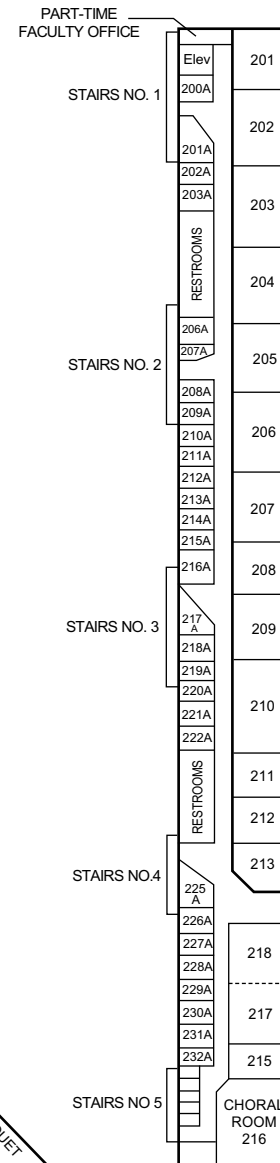 PART-TIME
FACULTY OFFICE
STAIRS NO. 1
Elev
200A
201A
202A
203A
RESTROOMS
206A
207A
STAIRS NO. 2
208A
209A
210A
211A
212A
213A
214A
215A
216A
STAIRS NO. 3
217
A
218A
219A
220A
221A
222A
RESTROOMS
STAIRS NO.4
225
A
226A
227A
228A
229A
230A
231A
232A
STAIRS NO 5
201
202
203
204
205
206
207
208
209
210
211
212
213
218
217
215
CHORAL
ROOM
216